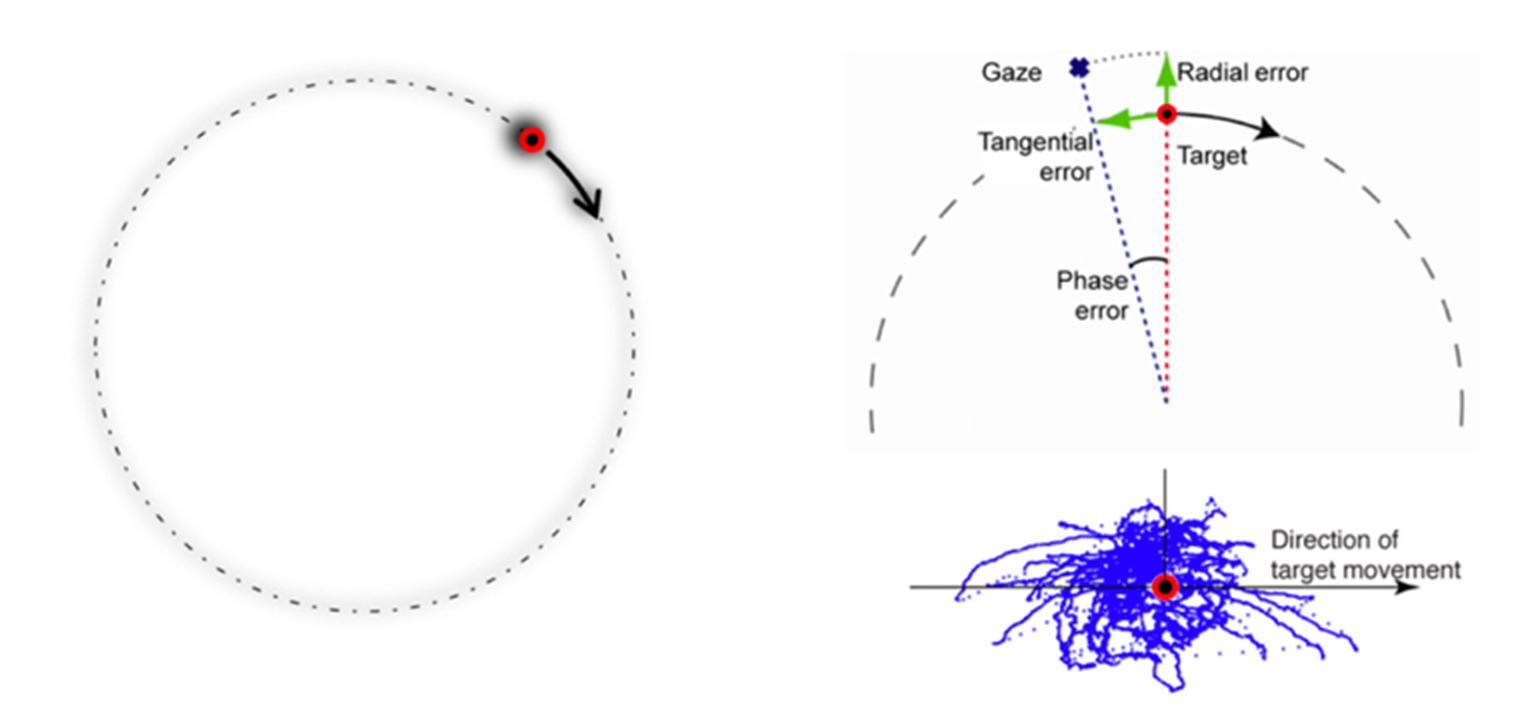 Gaze
Radial error
Tangential
error
Target
Phase
error
Direction of
target movement